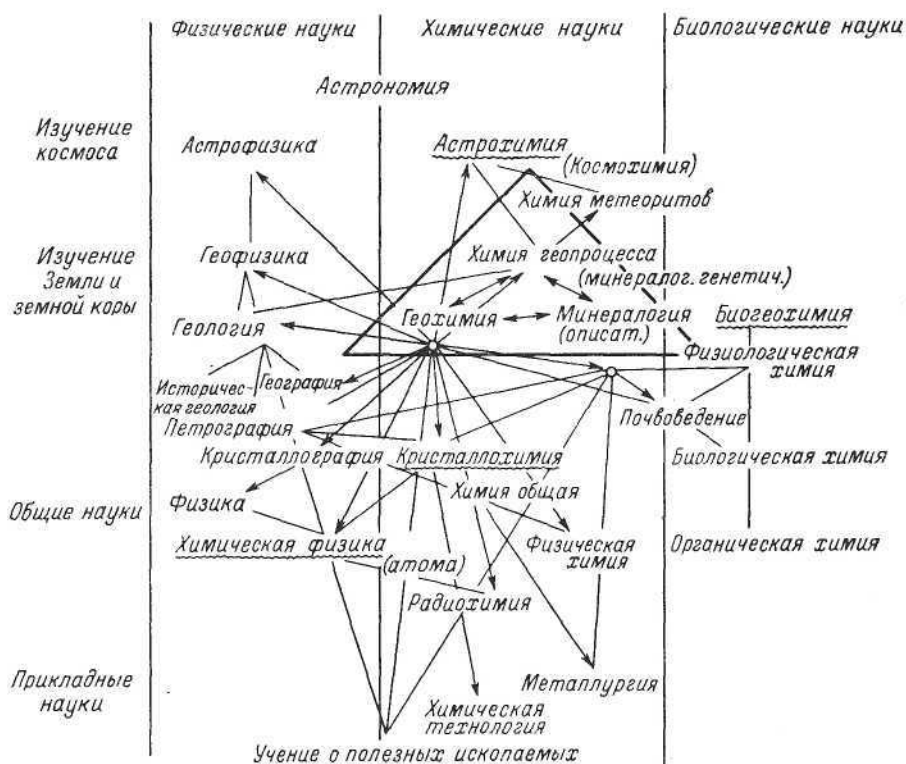 Физические науки
Химические науки
Биологические науки
Астрономия
Изучение
космоса
Астрофизика
Астрохимия
(Космохимия)
Химия метеоритов
Изучение
Земли и
земной коры
Геофизика
Химия геопроцесса
(минералог. генетич.)
Геология
Геохимия
Минералогия
(описат.)
Биогеохимия
Физиологическая
химия
Историчес-
кая геология
География
Петрография
Почвоведение
Кристаллография
Кристаллохимия
Биологическая химия
Общие науки
Физика
Химия общая
Химическая физика
(атома)
Физическая
химия
Органическая химия
Радиохимия
Прикладные
науки
Металлургия
Химическая
технология
Учение о полезных ископаемых